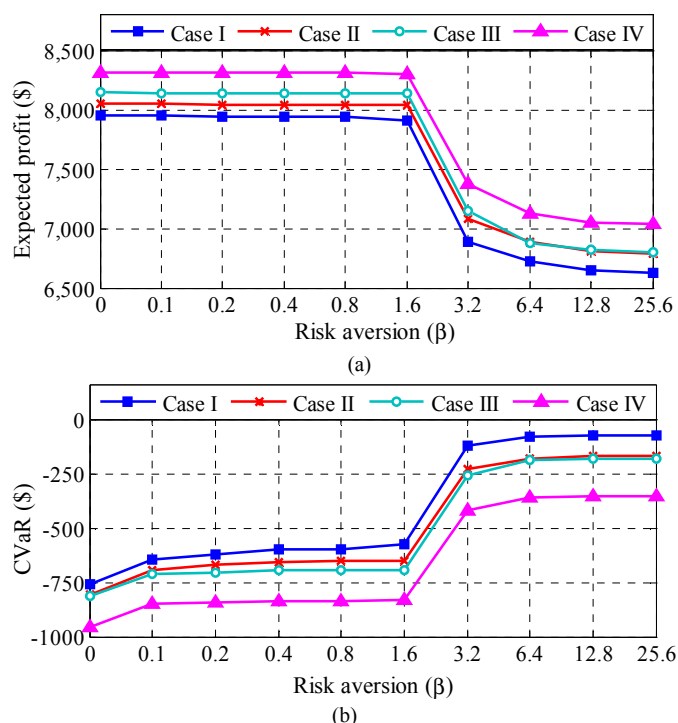 Case I Case II Case III Case IV
8,500
8,000
7,500
7,000
6,500
Expected profit ($)
0 0.1 0.2 0.4 0.8 1.6 3.2 6.4 12.8 25.6
Risk aversion (β)
(a)
Case I Case II Case III Case IV
0
-250
-500
-750
-1000
CVaR ($)
0 0.1 0.2 0.4 0.8 1.6 3.2 6.4 12.8 25.6
Risk aversion (β)
(b)